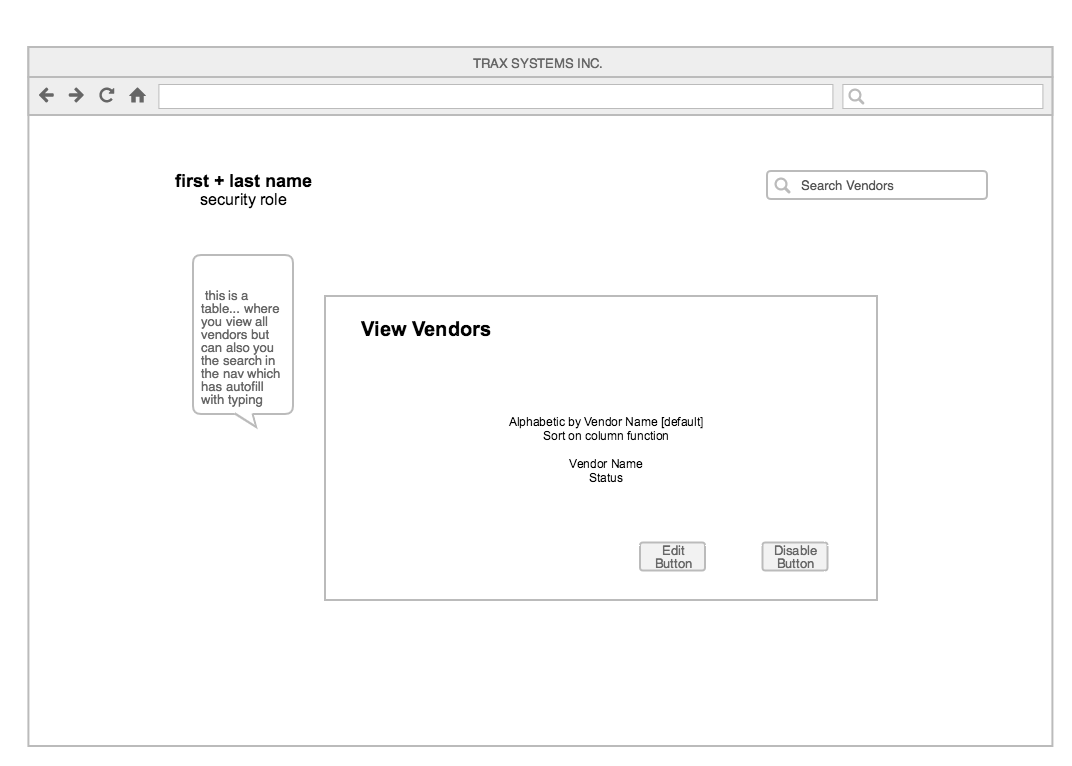 TRAX SYSTEMS INC.
first + last name
security role
Search Vendors
this is a
table... where
you view all
vendors but
can also you
the search in
the nav which
has autofill
with typing
View Vendors
Alphabetic by Vendor Name [default]
Sort on column function
Vendor Name
Status
Edit
Button
Disable
Button